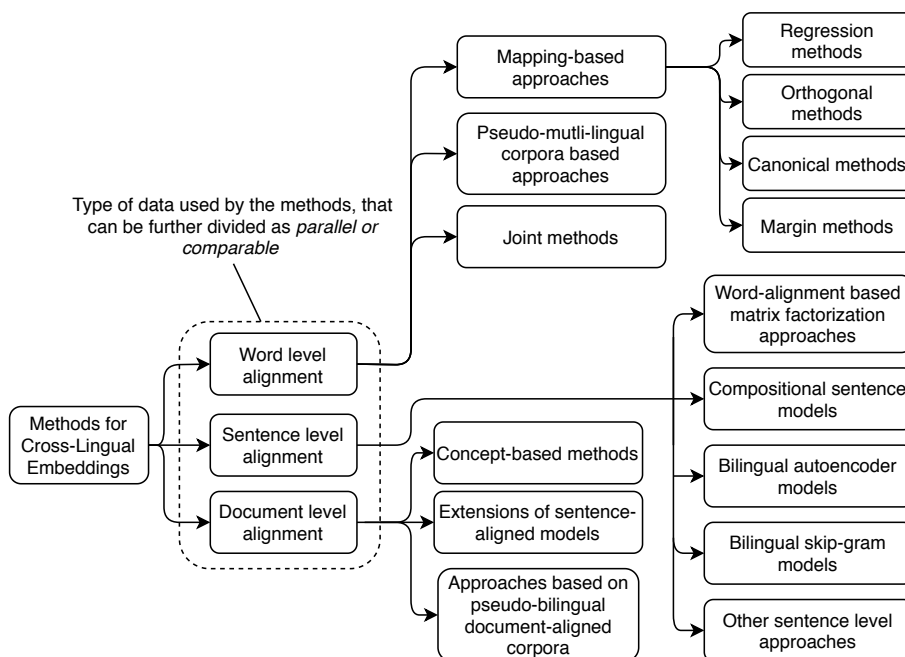 Regression
methods
Mapping-based
approaches
Orthogonal
methods
Pseudo-mutli-lingual
corpora based
approaches
Canonical methods
Type of data used by the methods, that
can be further divided as parallel or
comparable
Joint methods
Margin methods
Word-alignment based
matrix factorization
approaches
Word level
alignment
Compositional sentence
models
Methods for
Cross-Lingual
Embeddings
Sentence level
alignment
Concept-based methods
Bilingual autoencoder
models
Document level
alignment
Extensions of sentence-
aligned models
Bilingual skip-gram
models
Approaches based on
pseudo-bilingual
document-aligned
corpora
Other sentence level
approaches